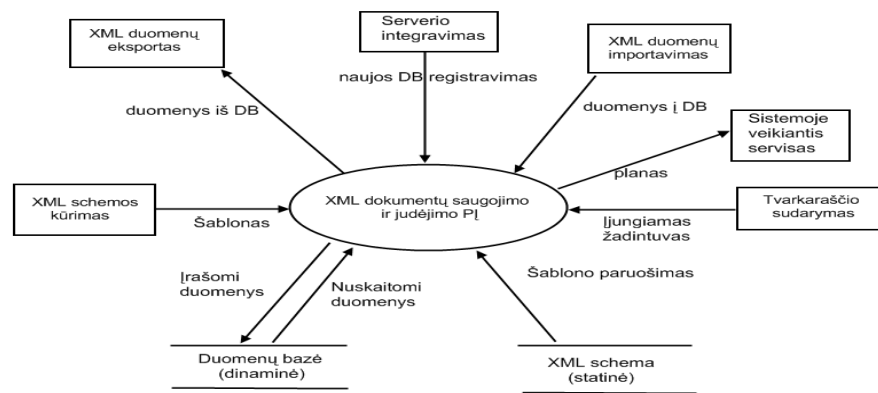 XML duomenų
eksportas
Serverio
integravimas
XML duomenų
importavimas
naujos DB registravimas
duomenys iš DB
duomenys į DB
Sistemoje
veikiantis
servisas
planas
XML schemos
kūrimas
Šablonas
XML dokumentų saugojimo
ir judėjimo PĮ
Tvarkaraščio
sudarymas
Įjungiamas
žadintuvas
Įrašomi
duomenys
Nuskaitomi
duomenys
Šablono paruošimas
Duomenų bazė
(dinaminė)
XML schema
(statinė)